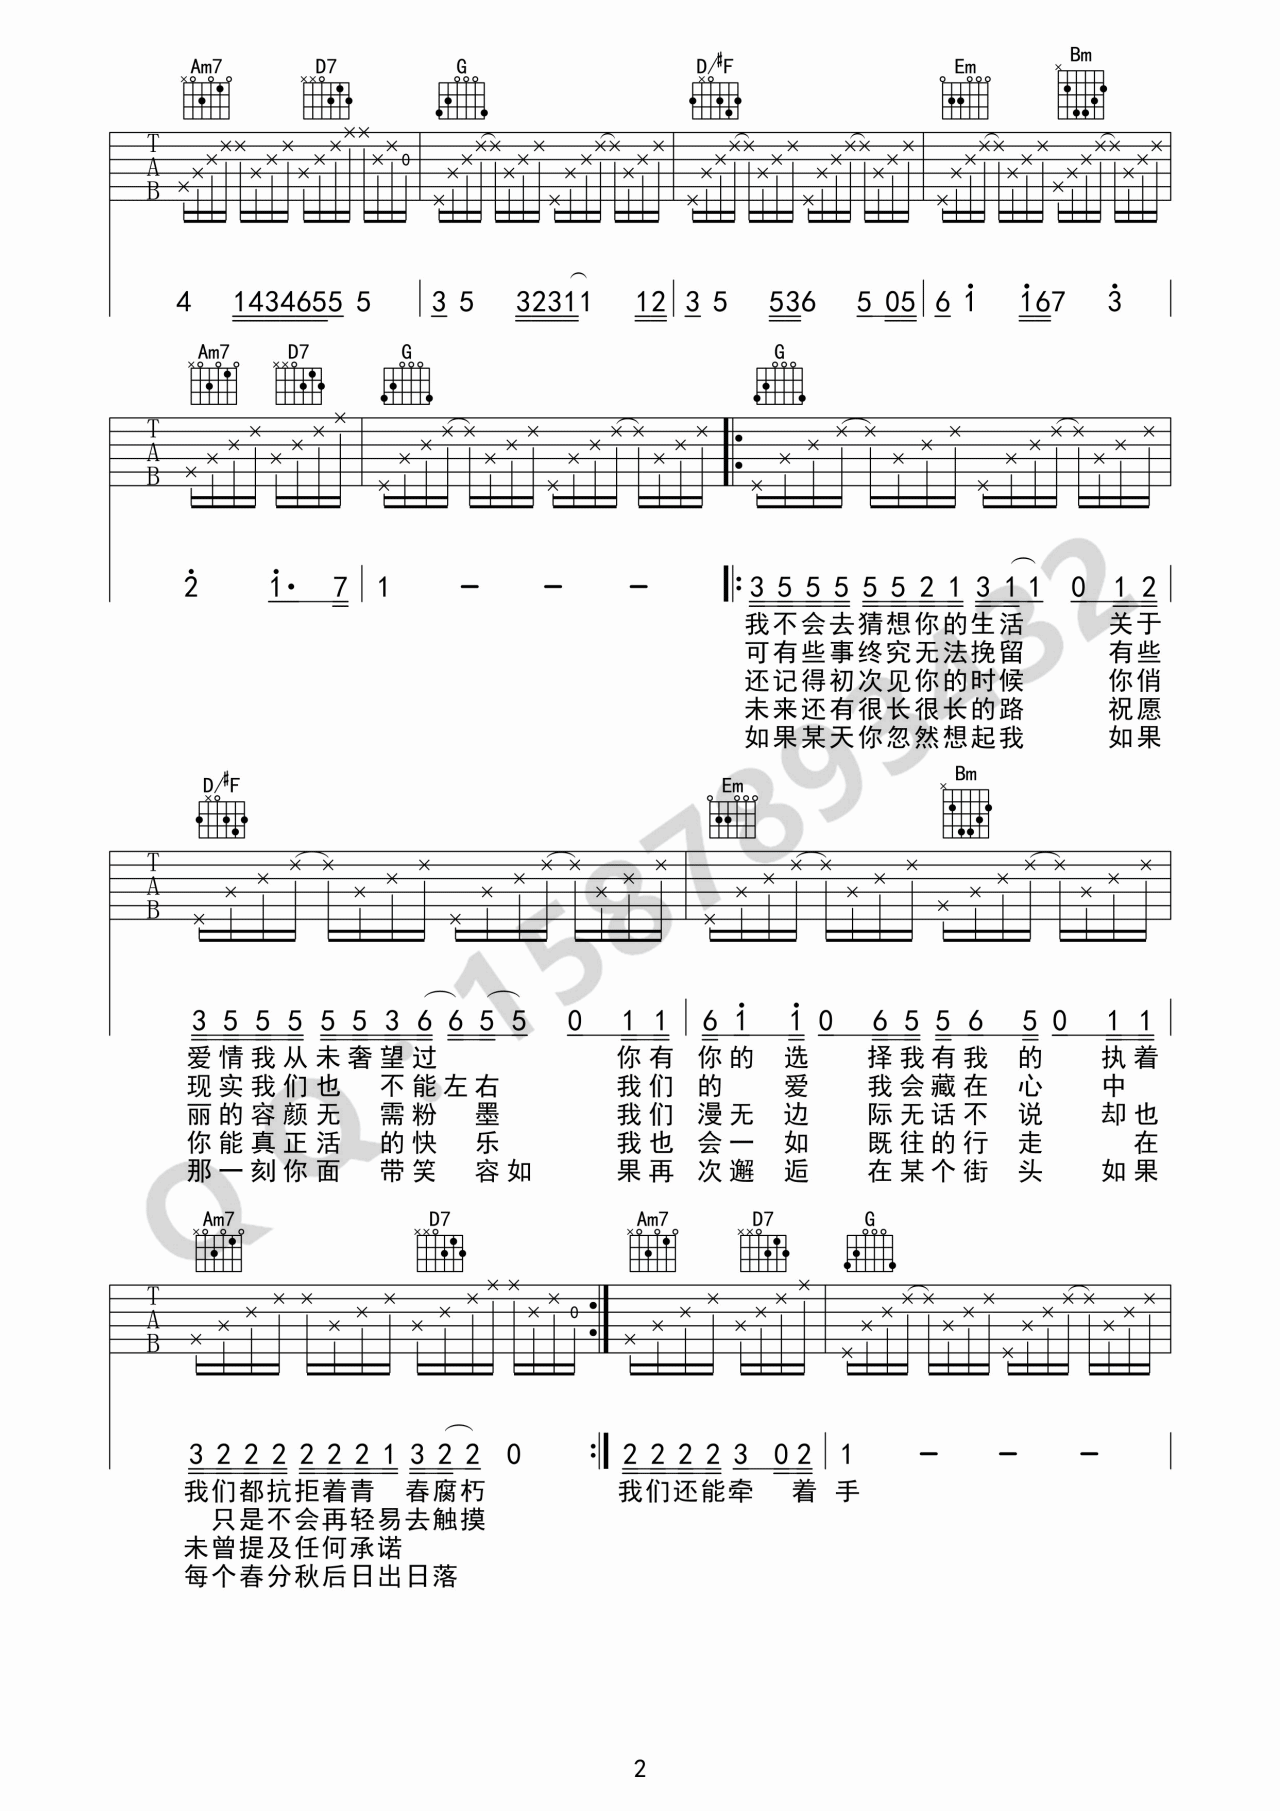 Am7 D7 G D/#F Em Bm
T A B 0
4 1434655 5 3 5 32311 12 3 5 536 5 05 6 1 167 3
Am7 D7 G G
T A B
2 1· 7 1 － － － 3 5 5 5 5 5 2 1 3 1 1 0 1 2
我不会去猜想你的生活 关于
可有些事终究无法挽留 有些
还记得初次见你的时候 你俏
未来还有很长很长的路 祝愿
如果某天你忽然想起我 如果
D/#F Em Bm
T A B
3 5 5 5 5 5 3 6 6 5 5 0 1 1 6 1 1 0 6 5 5 6 5 0 1 1
爱情我从未奢望过 你有你的选 择我有我的 执着
现实我们也 不能左右 我们的 爱 我会藏在心 中
丽的容颜无 需粉 墨 我们漫无边 际无话不说 却也
你能真正活 的快 乐 我也会一如 既往的行走 在
那一刻你面 带笑 容如 果再次邂逅 在某个街头 如果
Am7 D7 Am7 D7 G
T A B 0
3 2 2 2 2 2 2 1 3 2 2 0 2 2 2 2 3 0 2 1 － － －
我们都抗拒着青 春腐朽 我们还能牵 着 手
只是不会再轻易去触摸
未曾提及任何承诺
每个春分秋后日出日落
QQ:1587893432
2